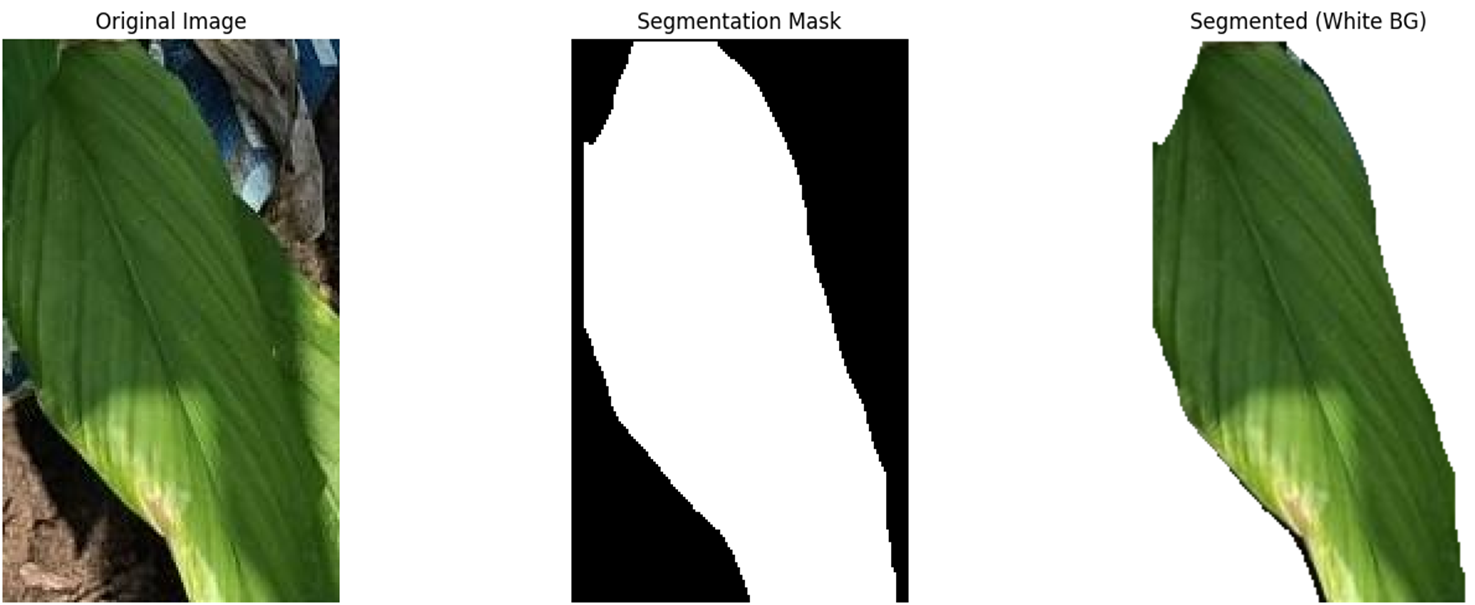 Original Image
Segmentation Mask
Segmented (White BG)